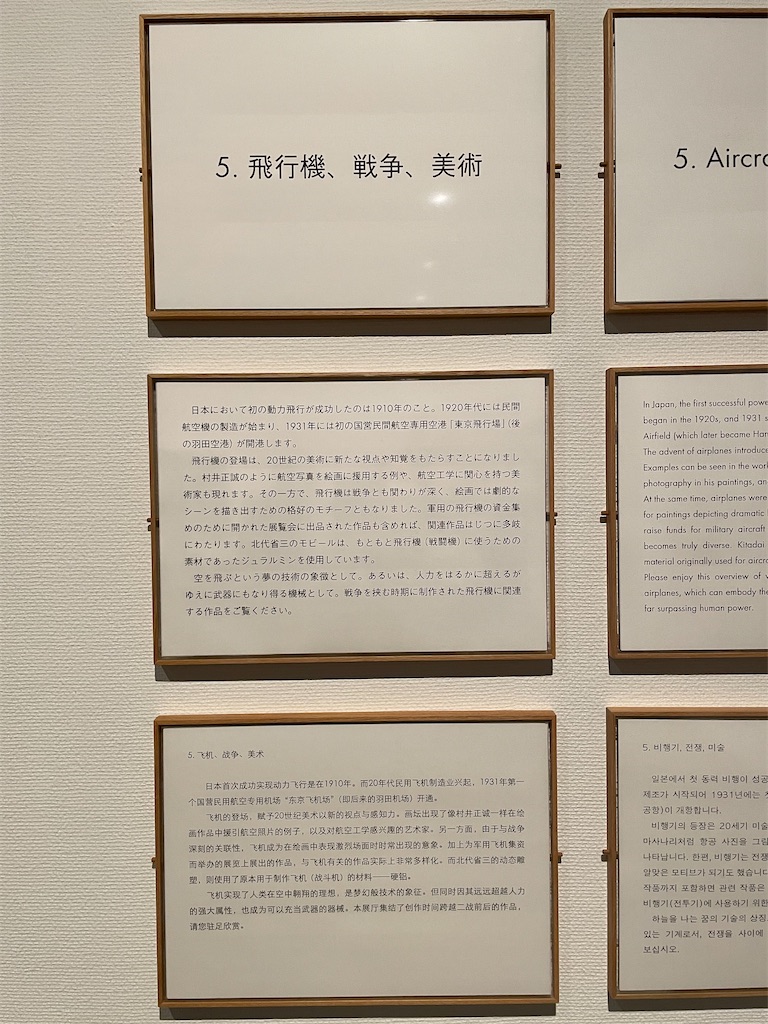 5. 飛行機、戦争、美術
5. Aircra
日本において初の動力飛行が成功したのは1910年のこと。1920年代には民間
航空機の製造が始まり、1931年には初の国営民間航空専用空港「東京飛行場」(後
の羽田空港)が開港します。
飛行機の登場は、20世紀の美術に新たな視点や知覚をもたらすことになりまし
た。村井正誠のように航空写真を絵画に援用する例や、航空工学に関心を持つ美
術家も現れます。その一方で、飛行機は戦争とも関わりが深く、絵画では劇的な
シーンを描き出すための格好のモチーフともなりました。軍用の飛行機の資金集
めのために開かれた展覧会に出品された作品も含めれば、関連作品はじつに多岐
にわたります。北代省三のモビールは、もともと飛行機(戦闘機)に使うための
素材であったジュラルミンを使用しています。
空を飛ぶという夢の技術の象徴として。あるいは、人力をはるかに超えるが
ゆえに武器にもなり得る機械として。戦争を挟む時期に制作された飛行機に関連
する作品をご覧ください。
In Japan, the first successful powe
began in the 1920s, and 1931 s
Airfield (which later became Han
The advent of airplanes introduce
Examples can be seen in the work
photography in his paintings, an
At the same time, airplanes were
for paintings depicting dramatic
raise funds for military aircraft
becomes truly diverse. Kitadai
material originally used for aircra
Please enjoy this overview of w
airplanes, which can embody the
far surpassing human power.
5. 飞机、战争、美术
日本首次成功实现动力飞行是在1910年。而20年代民用飞机制造业兴起，1931年第一
个国营民用航空专用机场“东京飞机场”（即后来的羽田机场）开通。
飞机的登场，赋予20世纪美术以新的视点与感知力。画坛出现了像村井正诚一样在绘
画作品中援引航空照片的例子，以及对航空工学感兴趣的艺术家。另一方面，由于与战争
深刻的关联性，飞机成为在绘画中表现激烈场面时时常出现的意象。加上为军用飞机集资
而举办的展览上展出的作品，与飞机有关的作品实际上非常多样化。而北代省三的动态雕
塑，则使用了原本用于制作飞机（战斗机）的材料——硬铝。
飞机实现了人类在空中翱翔的理想，是梦幻般技术的象征。但同时因其远远超越人力
的强大属性，也成为可以充当武器的器械。本展厅集结了创作时间跨越二战前后的作品，
请您驻足欣赏。
5. 비행기, 전쟁, 미술
일본에서 첫 동력 비행이 성공
제조가 시작되어 1931년에는 첫
공항)이 개항합니다.
비행기의 등장은 20세기 미술
마사나리처럼 항공 사진을 그림
나타납니다. 한편, 비행기는 전쟁
알맞은 모티브가 되기도 했습니다
작품까지 포함하면 관련 작품은
비행기(전투기)에 사용하기 위한
하늘을 나는 꿈의 기술의 상징
있는 기계로서, 전쟁을 사이에
보십시오.